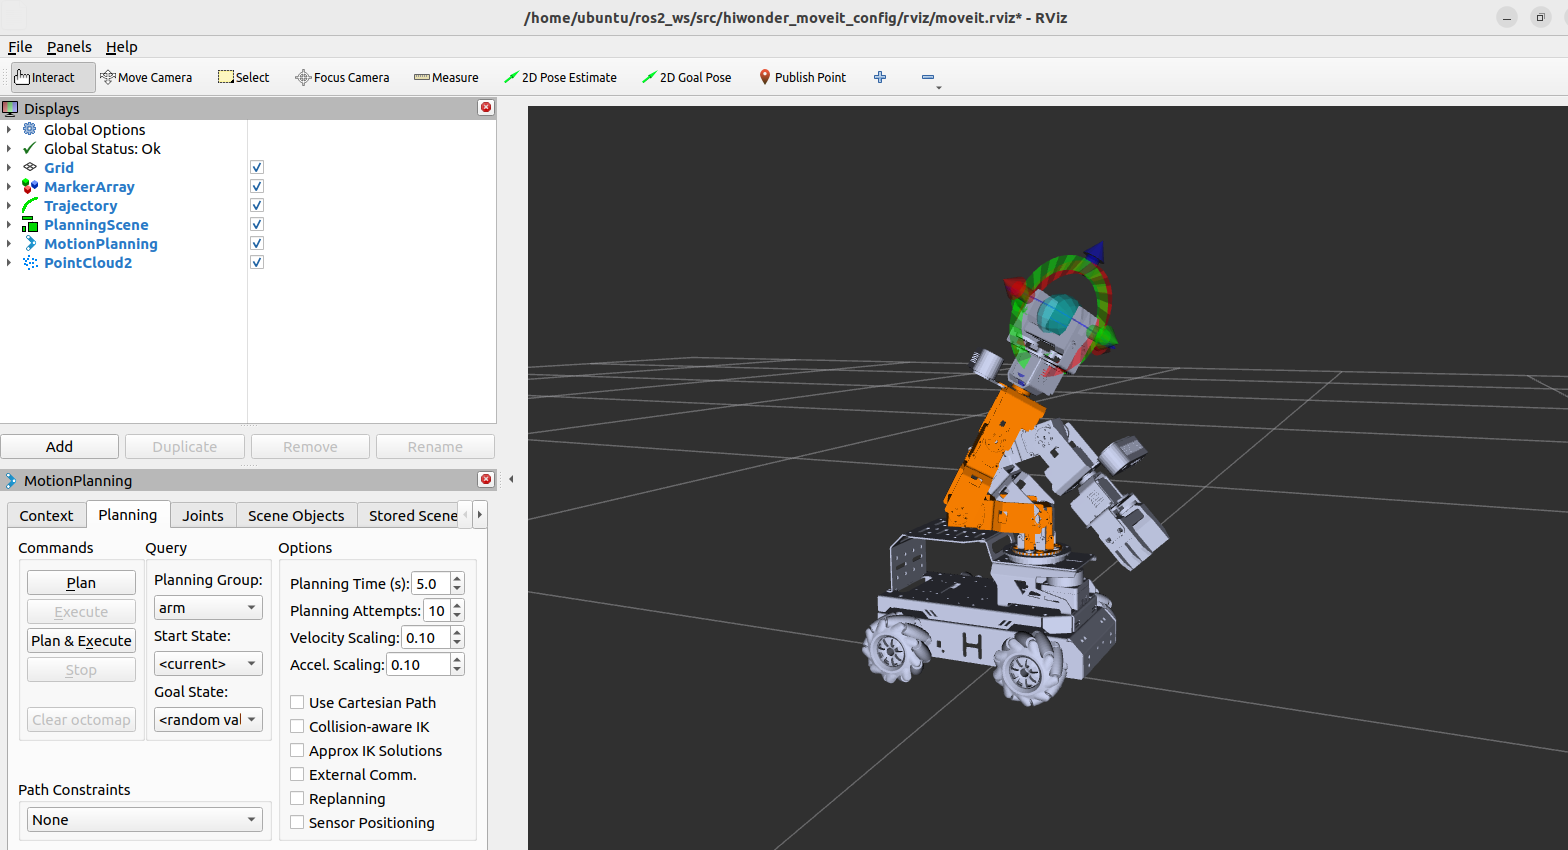 /home/ubuntu/ros2_ws/src/hiwonder_moveit_config/rviz/moveit.rviz* - RViz
File Panels Help
Interact Move Camera Select Focus Camera Measure 2D Pose Estimate 2D Goal Pose Publish Point
Displays
Global Options
Global Status: Ok
Grid
MarkerArray
Trajectory
PlanningScene
MotionPlanning
PointCloud2
Add Duplicate Remove Rename
MotionPlanning
Context Planning Joints Scene Objects Stored Scene
Commands Query Options
Plan
Execute
Plan & Execute
Stop
Clear octomap
Planning Group:
arm
Start State:
<current>
Goal State:
<random val
Planning Time (s): 5.0
Planning Attempts: 10
Velocity Scaling: 0.10
Accel. Scaling: 0.10
Use Cartesian Path
Collision-aware IK
Approx IK Solutions
External Comm.
Replanning
Sensor Positioning
Path Constraints
None
H